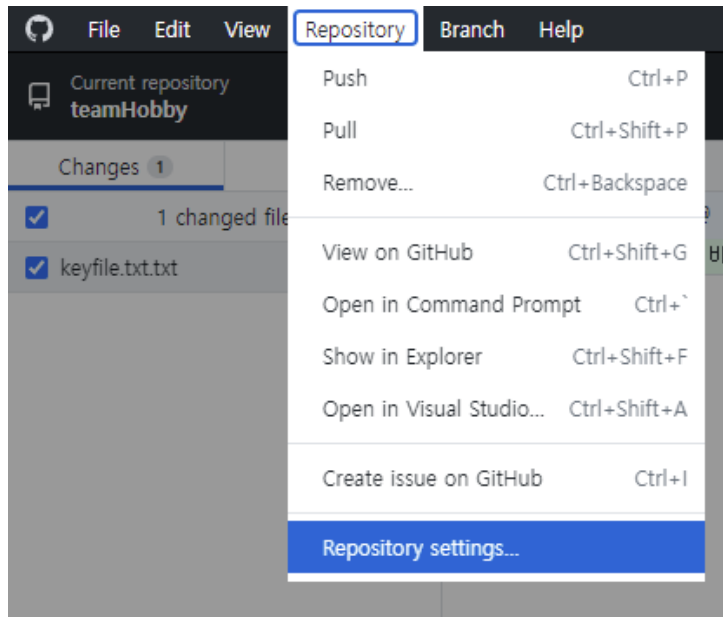 File Edit View Repository Branch Help
Current repository
teamHobby
Changes 1
1 changed file
keyfile.txt.txt
Push Ctrl+P
Pull Ctrl+Shift+P
Remove... Ctrl+Backspace
View on GitHub Ctrl+Shift+G
Open in Command Prompt Ctrl+`
Show in Explorer Ctrl+Shift+F
Open in Visual Studio... Ctrl+Shift+A
Create issue on GitHub Ctrl+I
Repository settings...